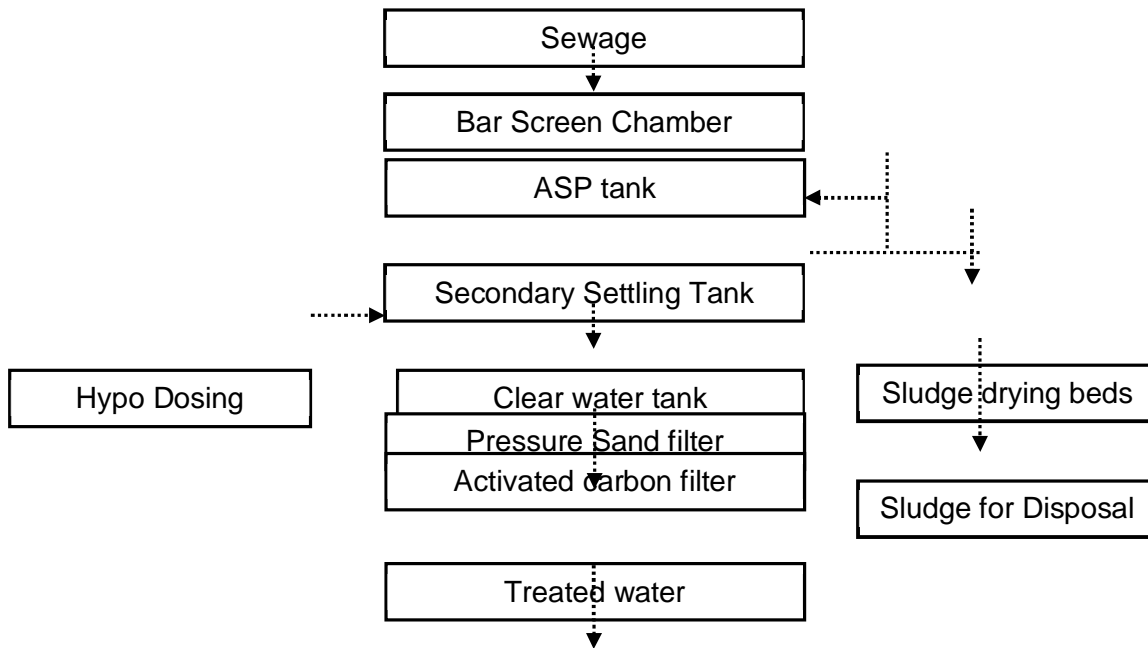 Sewage
Bar Screen Chamber
ASP tank
Secondary Settling Tank
Hypo Dosing
Clear water tank
Sludge drying beds
Pressure Sand filter
Activated carbon filter
Sludge for Disposal
Treated water